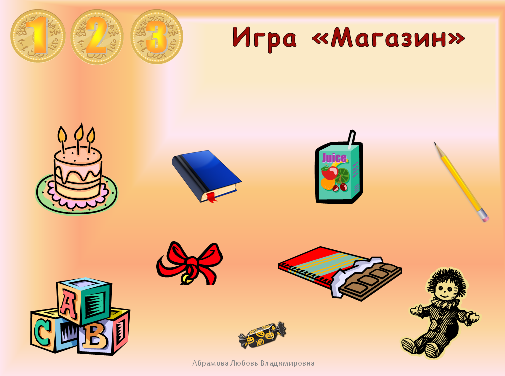 1 2 3
Игра «Магазин»
Juice
A
C B
Абрамова Любовь Владимировна